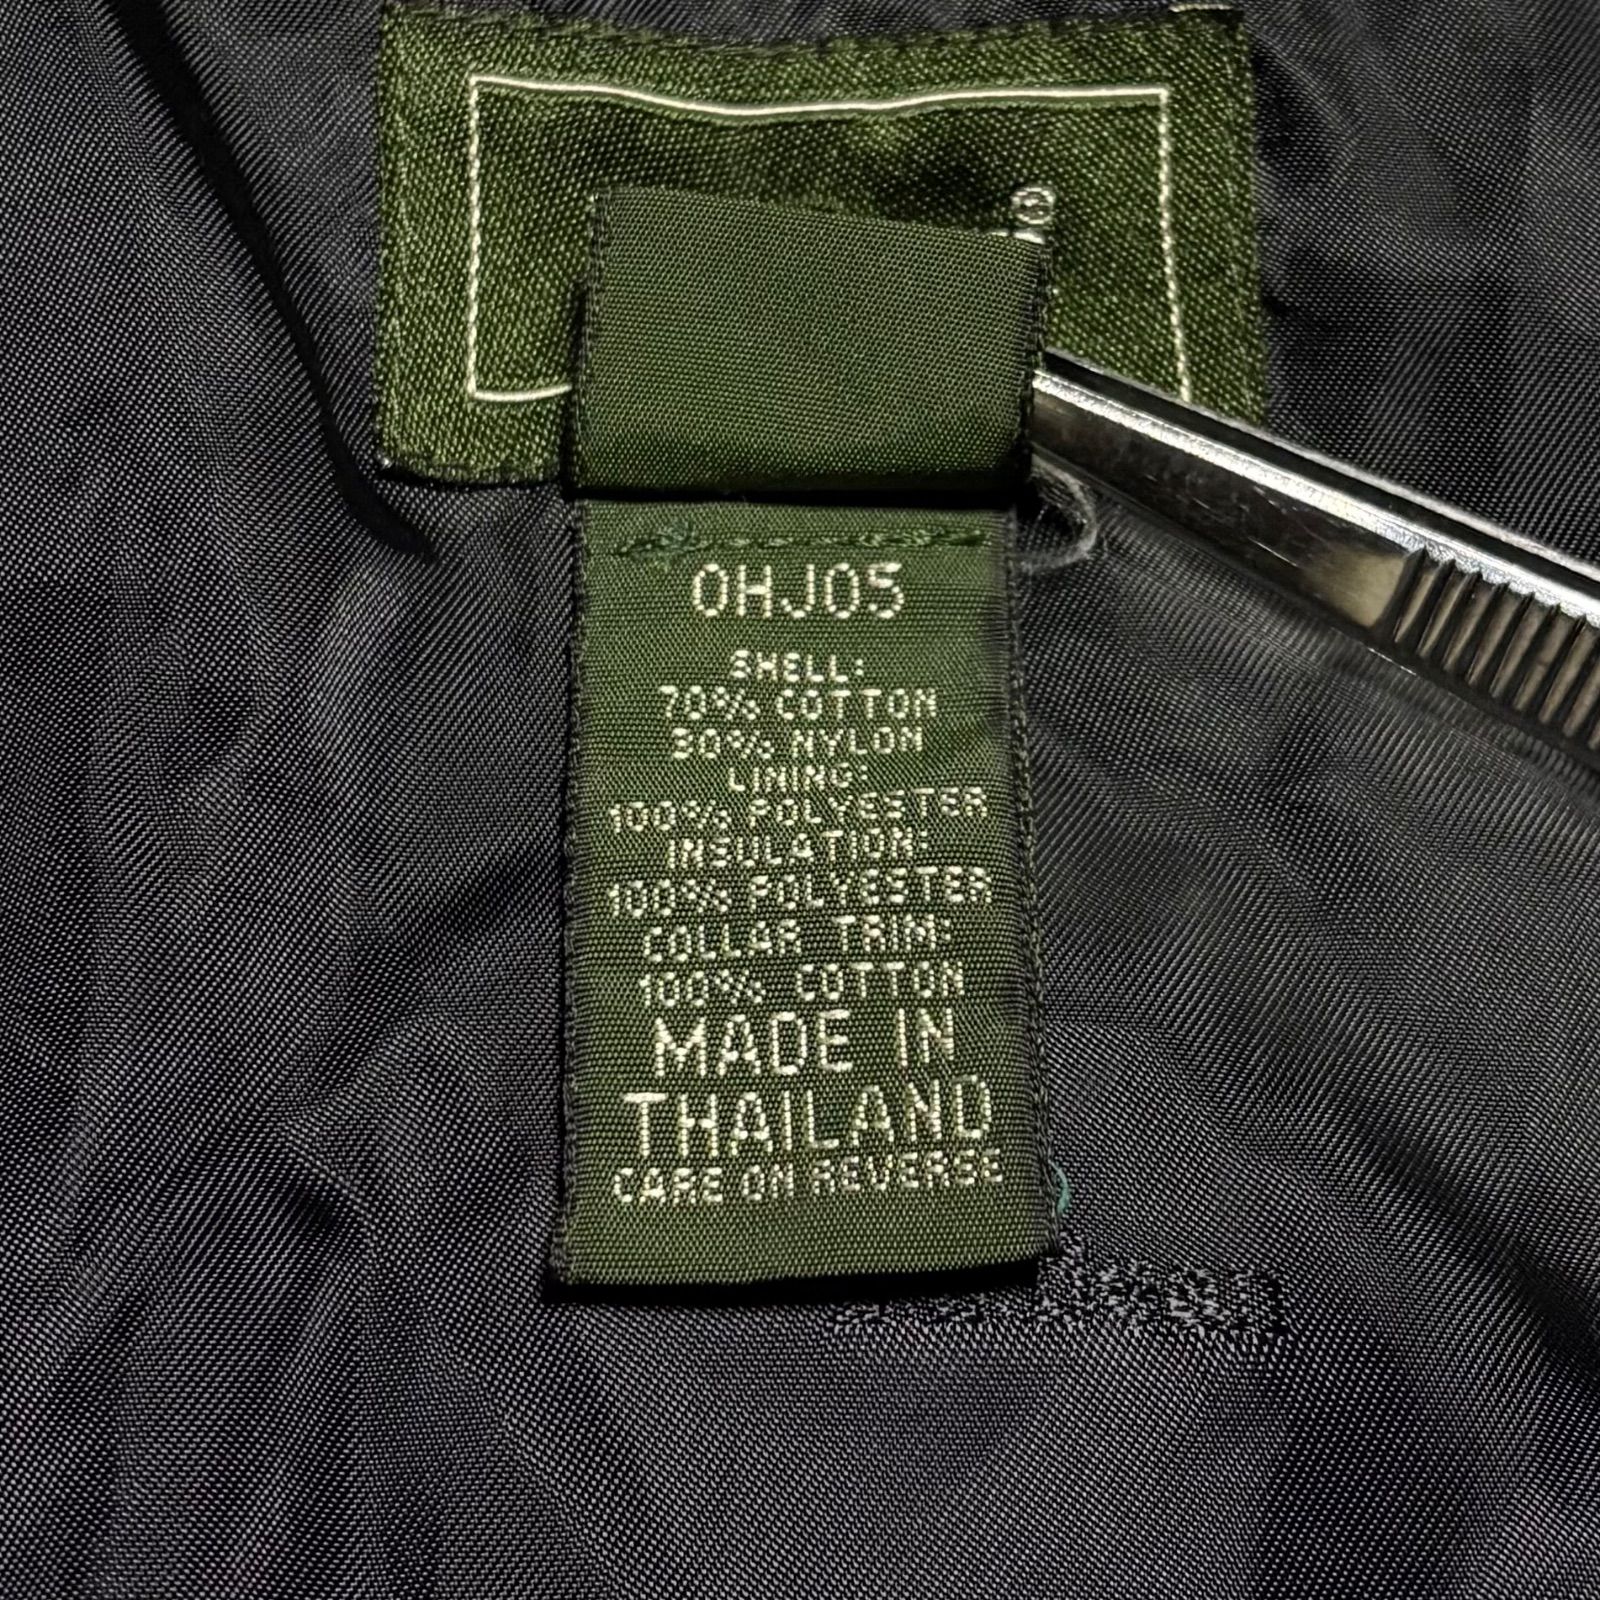 ®
0HJ05
SHELL:
70% COTTON
30% NYLON
LINING:
100% POLYESTER
INSULATION:
100% POLYESTER
COLLAR TRIM:
100% COTTON
MADE IN
THAILAND
CARE ON REVERSE